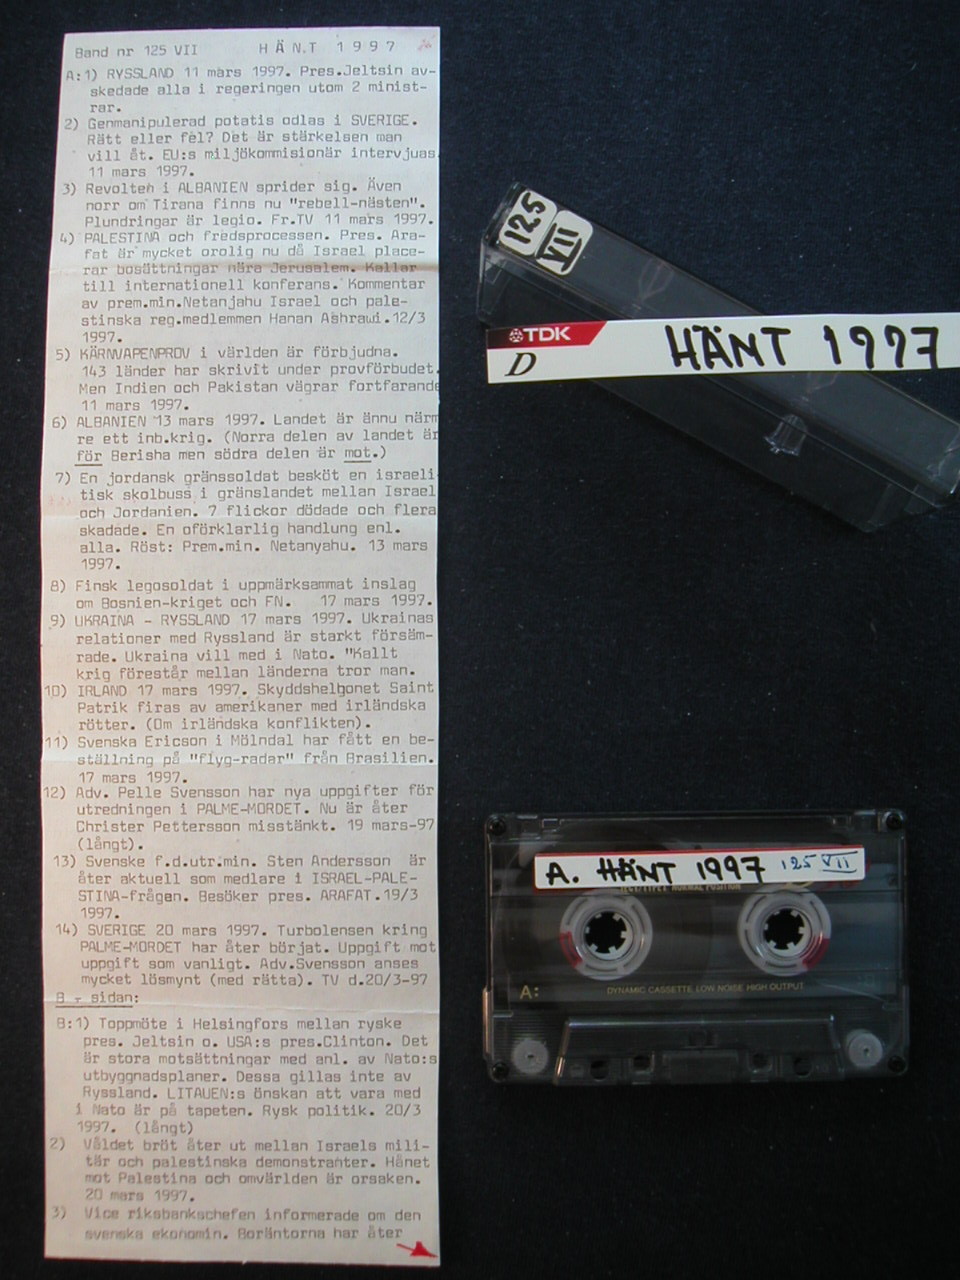 Band nr 125 VII H Ä N T 1 9 9 7
A:1) RYSSLAND 11 mars 1997. Pres.Jeltsin av-
skedade alla i regeringen utom 2 minist-
rar.
2) Genmanipulerad potatis odlas i SVERIGE.
Rätt eller fel? Det är stärkelsen man
vill åt. EU:s miljökommisionär intervjuas
11 mars 1997.
3) Revolten i ALBANIEN sprider sig. Även
norr om Tirana finns nu "rebell-nästen".
Plundringar är legio. Fr.TV 11 mars 1997.
4) PALESTINA och fredsprocessen. Pres. Ara-
fat är mycket orolig nu då Israel place-
rar bosättningar nära Jerusalem. Kallar
till internationell konferans. Kommentar
av prem.min.Netanjahu Israel och pale-
stinska reg.medlemmen Hanan Ashrawi.12/3
1997.
5) KÄRNVAPENPROV i världen är förbjudna.
143 länder har skrivit under provförbudet.
Men Indien och Pakistan vägrar fortfarande
11 mars 1997.
6) ALBANIEN 13 mars 1997. Landet är ännu närm
re ett inb.krig. (Norra delen av landet är
för Berisha men södra delen är mot.)
7) En jordansk gränssoldat besköt en israeli-
tisk skolbuss i gränslandet mellan Israel
och Jordanien. 7 flickor dödade och flera
skadade. En oförklarlig handlung enl.
alla. Röst: Prem.min. Netanyahu. 13 mars
1997.
8) Finsk legosoldat i uppmärksammat inslag
om Bosnien-kriget och FN. 17 mars 1997.
9) UKRAINA - RYSSLAND 17 mars 1997. Ukrainas
relationer med Ryssland är starkt försäm-
rade. Ukraina vill med i Nato. "Kallt
krig förestår mellan länderna tror man.
10) IRLAND 17 mars 1997. Skyddshelgonet Saint
Patrik firas av amerikaner med irländska
rötter. (Om irländska konflikten).
11) Svenska Ericson i Mölndal har fått en be-
ställning på "flyg-radar" från Brasilien.
17 mars 1997.
12) Adv. Pelle Svensson har nya uppgifter för
utredningen i PALME-MORDET. Nu är åter
Christer Pettersson misstänkt. 19 mars-97
(långt).
13) Svenske f.d.utr.min. Sten Andersson är
åter aktuell som medlare i ISRAEL-PALE-
STINA-frågan. Besöker pres. ARAFAT.19/3
1997.
14) SVERIGE 20 mars 1997. Turbolensen kring
PALME-MORDET har åter börjat. Uppgift mot
uppgift som vanligt. Adv.Svensson anses
mycket lösmynt (med rätta). TV d.20/3-97
B - sidan:
B:1) Toppmöte i Helsingfors mellan ryske
pres. Jeltsin o. USA:s pres.Clinton. Det
är stora motsättningar med anl. av Nato:s
utbyggnadsplaner. Dessa gillas inte av
Ryssland. LITAUEN:s önskan att vara med
i Nato är på tapeten. Rysk politik. 20/3
1997. (långt)
2) Våldet bröt åter ut mellan Israels mili-
tär och palestinska demonstranter. Hånet
mot Palestina och omvärlden är orsaken.
20 mars 1997.
3) Vice riksbankschefen informerade om den
svenska ekonomin. Boräntorna har åter
125
VII
TDK
D HÄNT 1997
A. HÄNT 1997 125 VII
NORMAL POSITION
A: DYNAMIC CASSETTE LOW NOISE HIGH OUTPUT